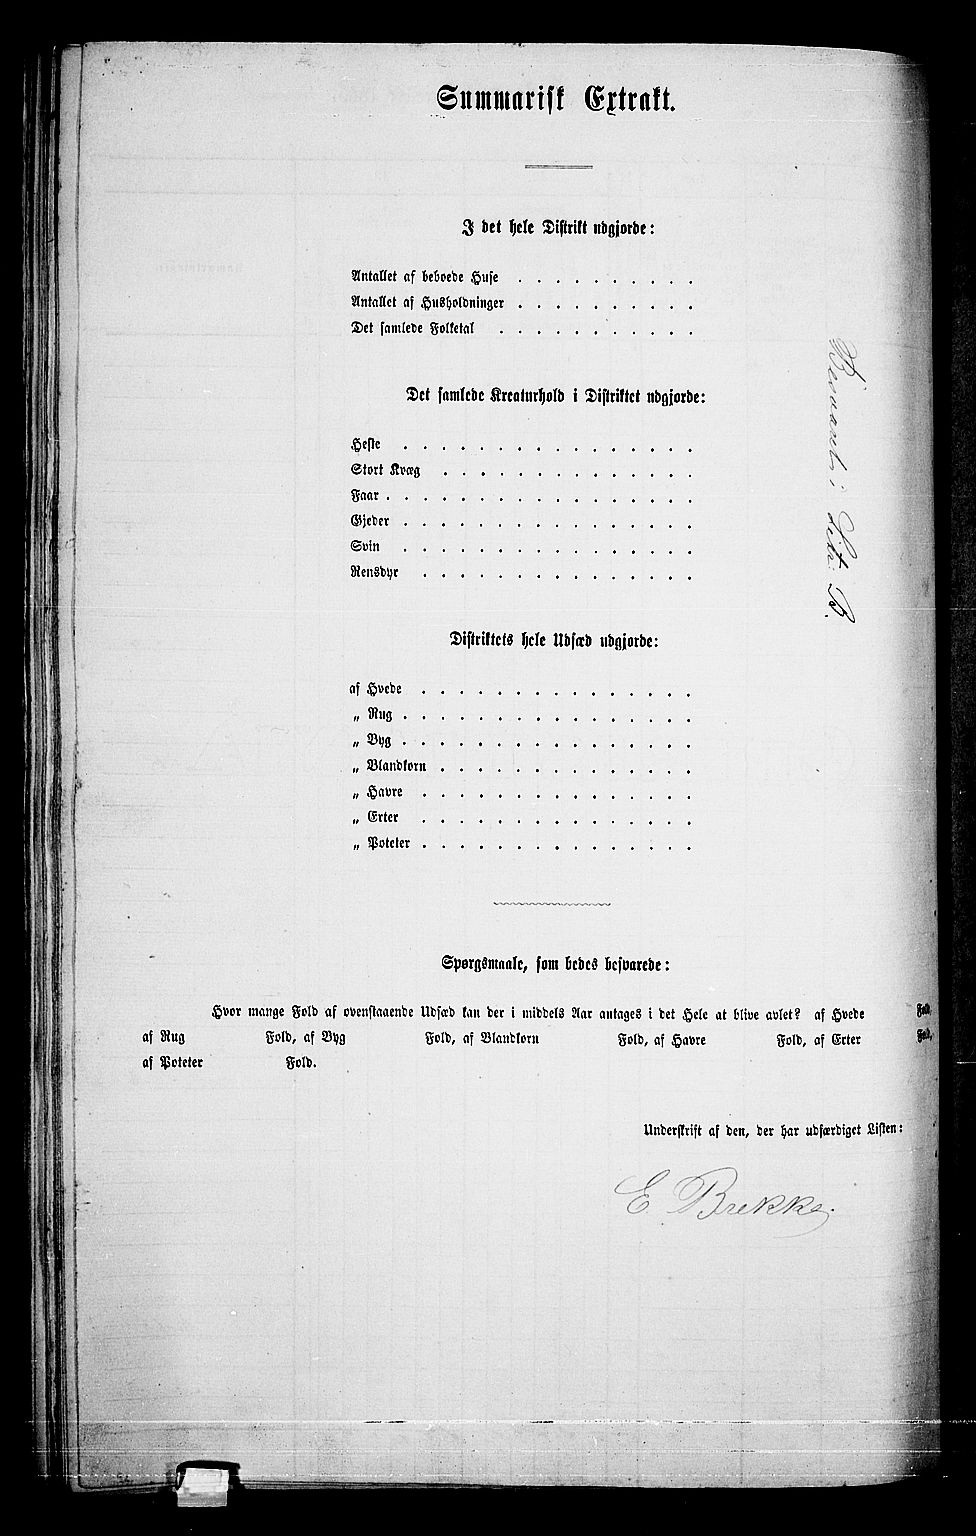 Summarisk Extrakt.
I det hele Distrikt udgjorde:
Antallet af beboede Huse . . . . . . . . . .
Antallet af Husholdninger . . . . . . . . . .
Det samlede Folketal . . . . . . . . . . .
Det samlede Kreaturhold i Distriktet udgjorde:
Heste . . . . . . . . . . . . . . . .
Stort Kvæg . . . . . . . . . . . . . .
Faar . . . . . . . . . . . . . . . . .
Gjeder . . . . . . . . . . . . . . . .
Svin . . . . . . . . . . . . . . . .
Rensdyr . . . . . . . . . . . . . . .
Distriktets hele Udsæd udgjorde:
af Hvede . . . . . . . . . . . . . . .
„ Rug . . . . . . . . . . . . . . . .
„ Byg . . . . . . . . . . . . . . . .
„ Blandkorn . . . . . . . . . . . . . .
„ Havre . . . . . . . . . . . . . . .
„ Erter . . . . . . . . . . . . . . .
„ Poteter . . . . . . . . . . . . . . .
Spørgsmaale, som bedes besvarede:
Hvor mange Fold af ovenstaaende Udsæd kan der i middels Aar antages i det Hele at blive avlet? af Hvede Fold,
af Rug Fold, af Byg Fold, af Blandkorn Fold, af Havre Fold, af Erter Fold,
af Poteter Fold.
Underskrift af den, der har udfærdiget Listen:
E. Brekke.
Besvaret i Liste B.